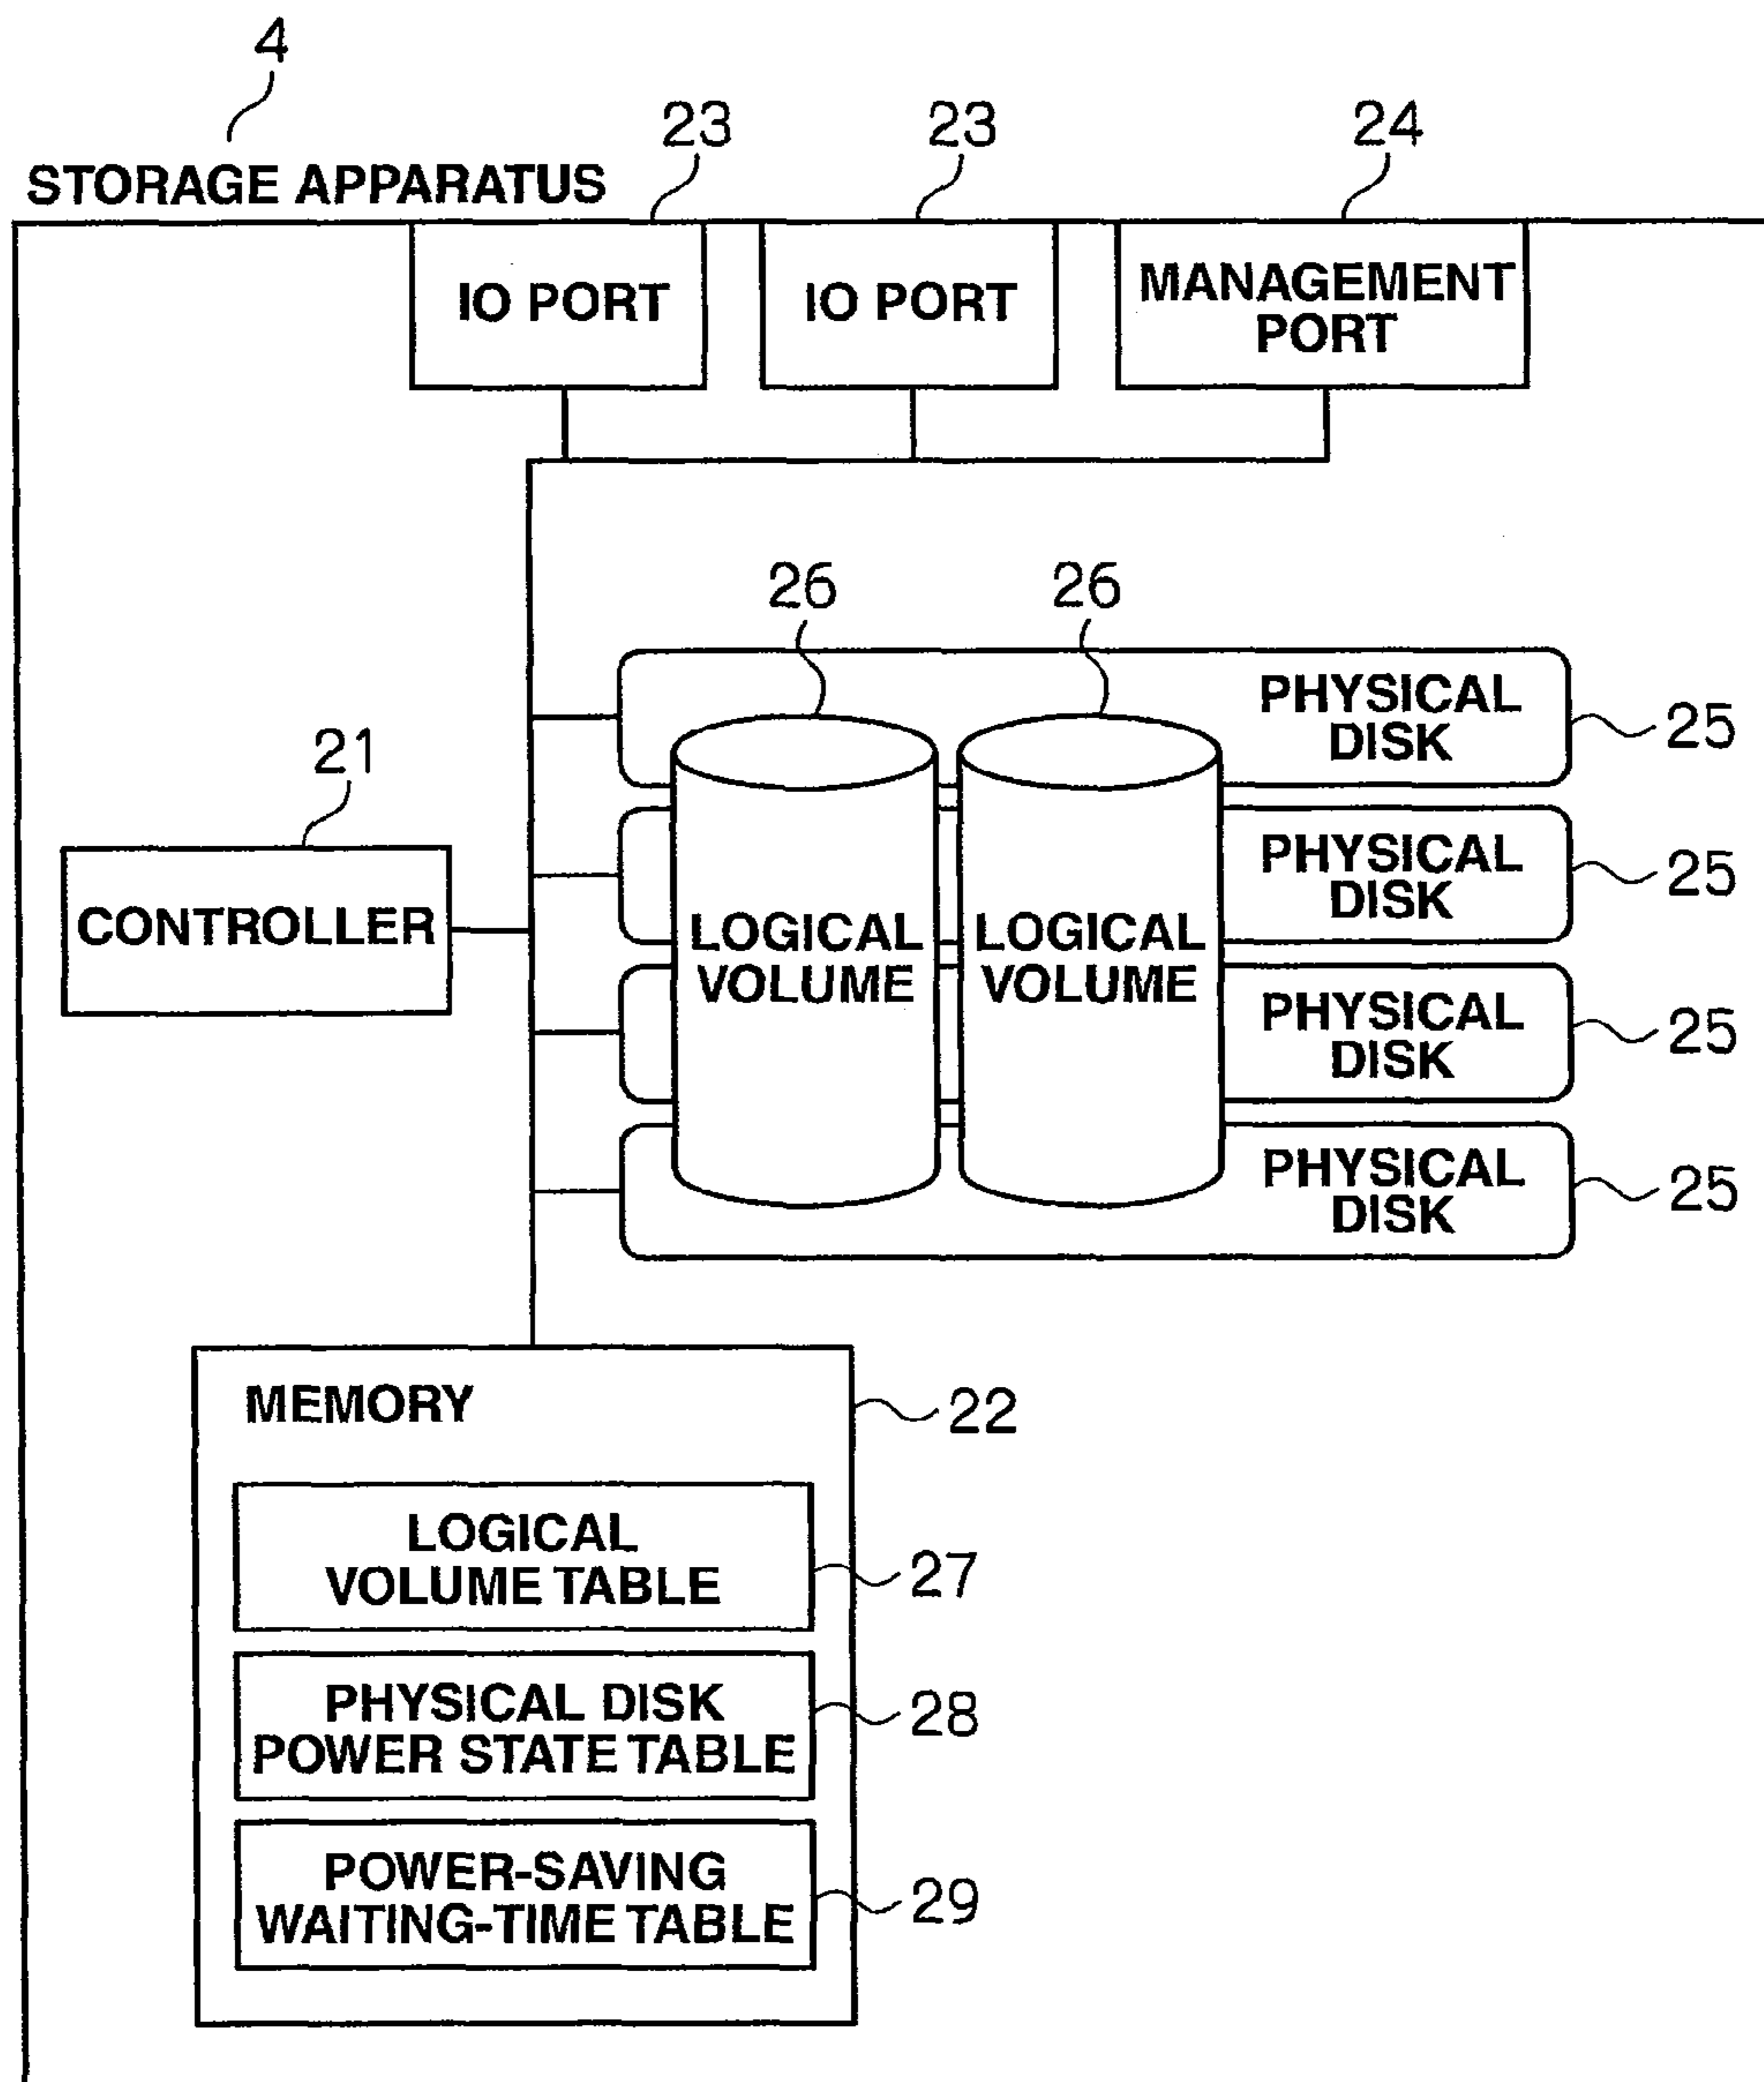 4
23
23
24
STORAGE APPARATUS
IO PORT
IO PORT
MANAGEMENT
PORT
26
26
PHYSICAL
DISK
25
21
PHYSICAL
DISK
25
CONTROLLER
LOGICAL
VOLUME
LOGICAL
VOLUME
PHYSICAL
DISK
25
PHYSICAL
DISK
25
MEMORY
22
LOGICAL
VOLUME TABLE
27
PHYSICAL DISK
POWER STATE TABLE
28
POWER-SAVING
WAITING-TIME TABLE
29